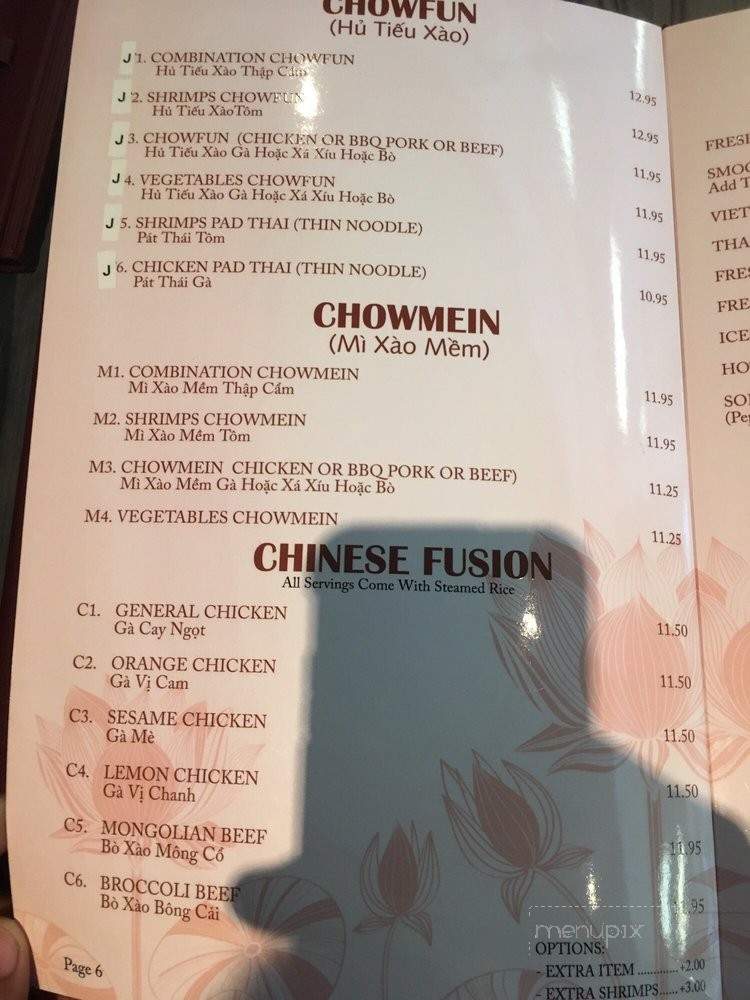 CHOWFUN
(Hủ Tiếu Xào)
J 1. COMBINATION CHOWFUN 12.95
Hủ Tiếu Xào Thập Cẩm
J 2. SHRIMPS CHOWFUN 12.95
Hủ Tiếu XàoTôm
J 3. CHOWFUN (CHICKEN OR BBQ PORK OR BEEF) 11.95
Hủ Tiếu Xào Gà Hoặc Xá Xíu Hoặc Bò
J 4. VEGETABLES CHOWFUN 11.95
Hủ Tiếu Xào Gà Hoặc Xá Xíu Hoặc Bò
J 5. SHRIMPS PAD THAI (THIN NOODLE) 11.95
Pát Thái Tôm
J 6. CHICKEN PAD THAI (THIN NOODLE) 10.95
Pát Thái Gà
CHOWMEIN
(Mì Xào Mềm)
M1. COMBINATION CHOWMEIN 11.95
Mì Xào Mềm Thập Cẩm
M2. SHRIMPS CHOWMEIN 11.95
Mì Xào Mềm Tôm
M3. CHOWMEIN CHICKEN OR BBQ PORK OR BEEF) 11.25
Mì Xào Mềm Gà Hoặc Xá Xíu Hoặc Bò
M4. VEGETABLES CHOWMEIN 11.25
CHINESE FUSION
All Servings Come With Steamed Rice
C1. GENERAL CHICKEN 11.50
Gà Cay Ngọt
C2. ORANGE CHICKEN 11.50
Gà Vị Cam
C3. SESAME CHICKEN 11.50
Gà Mè
C4. LEMON CHICKEN 11.50
Gà Vị Chanh
C5. MONGOLIAN BEEF 11.95
Bò Xào Mông Cổ
C6. BROCCOLI BEEF 11.95
Bò Xào Bông Cải
OPTIONS:
- EXTRA ITEM ............ +2.00
- EXTRA SHRIMPS ..... +3.00
Page 6
menupix
FRE
SMO
Add T
VIET
THA
FRES
FRE
ICE
HO
SO
(Pe